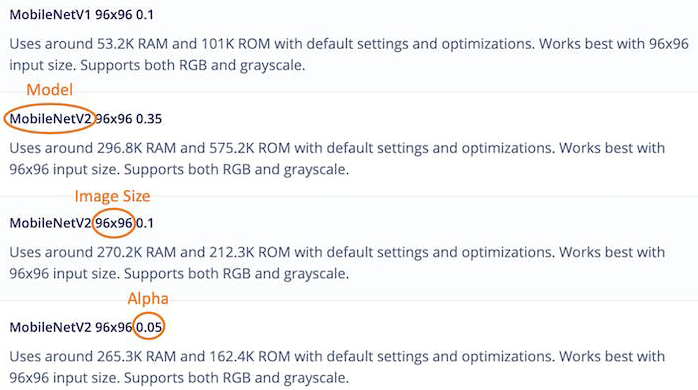 MobileNetV1 96x96 0.1
Uses around 53.2K RAM and 101K ROM with default settings and optimizations. Works best with 96x96
input size. Supports both RGB and grayscale.
Model
MobileNetV2 96x96 0.35
Uses around 296.8K RAM and 575.2K ROM with default settings and optimizations. Works best with
96x96 input size. Supports both RGB and grayscale.
Image Size
MobileNetV2 96x96 0.1
Uses around 270.2K RAM and 212.3K ROM with default settings and optimizations. Works best with
96x96 input size. Supports both RGB and grayscale.
Alpha
MobileNetV2 96x96 0.05
Uses around 265.3K RAM and 162.4K ROM with default settings and optimizations. Works best with
96x96 input size. Supports both RGB and grayscale.